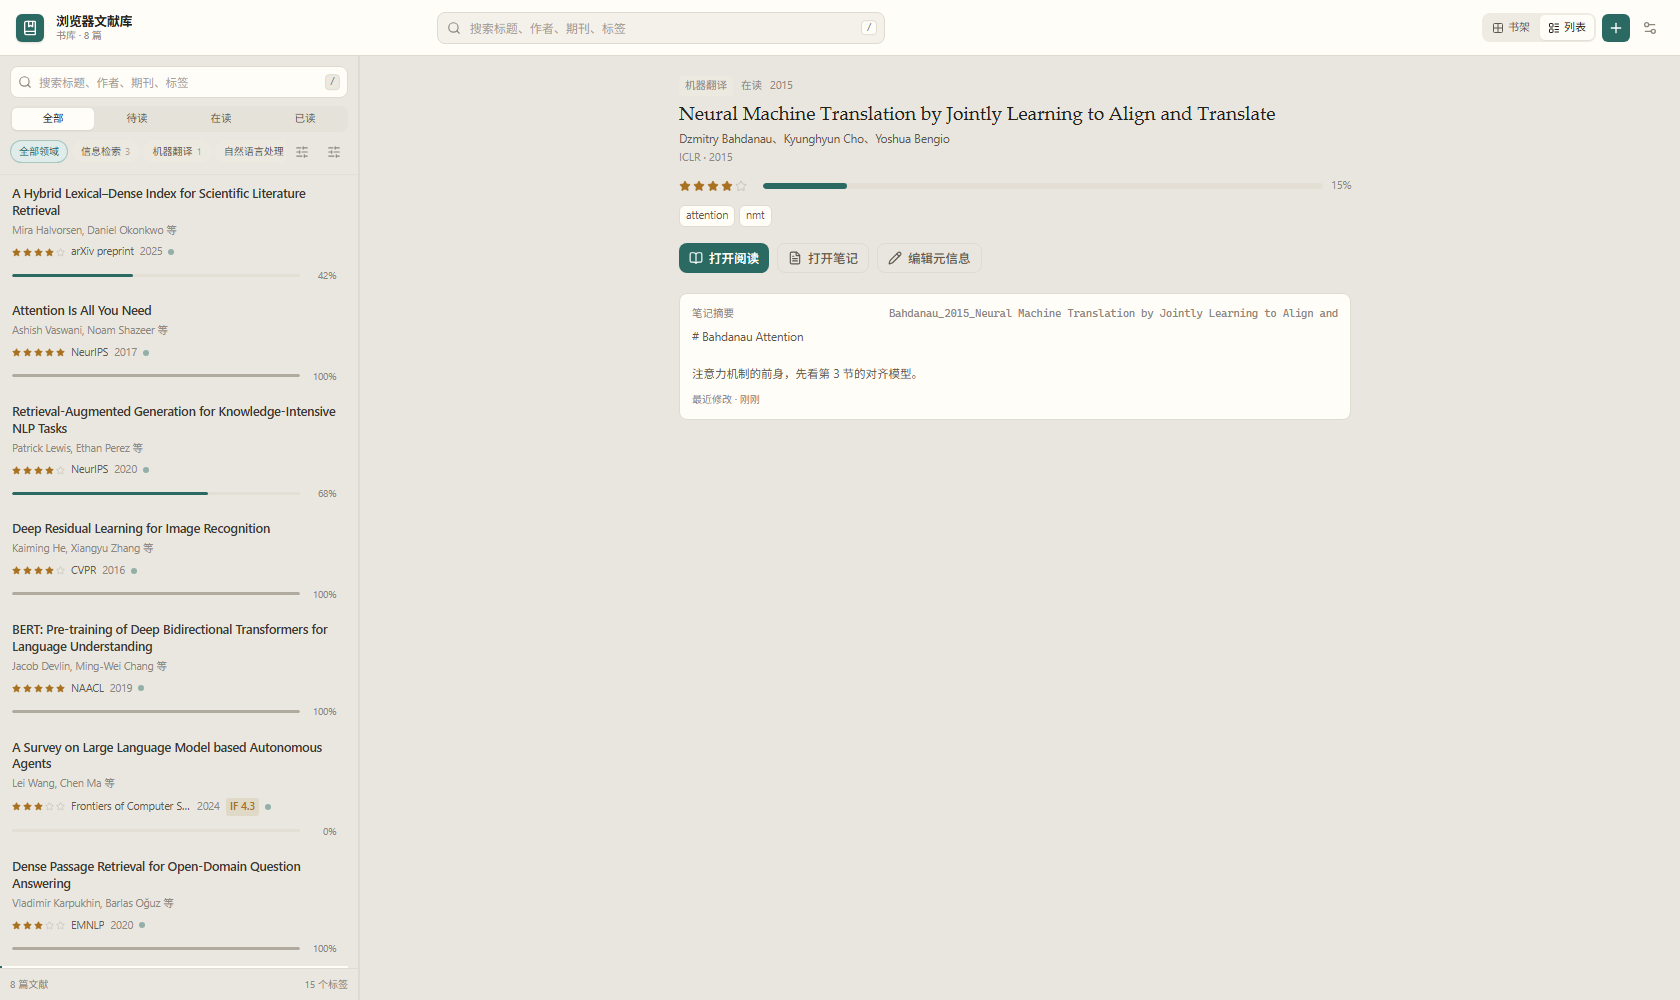 浏览器文献库
书库 · 8 篇
搜索标题、作者、期刊、标签 /
书架 列表
搜索标题、作者、期刊、标签 /
全部 待读 在读 已读
全部领域 信息检索 3 机器翻译 1 自然语言处理
A Hybrid Lexical–Dense Index for Scientific Literature
Retrieval
Mira Halvorsen, Daniel Okonkwo 等
arXiv preprint 2025
42%
Attention Is All You Need
Ashish Vaswani, Noam Shazeer 等
NeurIPS 2017
100%
Retrieval-Augmented Generation for Knowledge-Intensive
NLP Tasks
Patrick Lewis, Ethan Perez 等
NeurIPS 2020
68%
Deep Residual Learning for Image Recognition
Kaiming He, Xiangyu Zhang 等
CVPR 2016
100%
BERT: Pre-training of Deep Bidirectional Transformers for
Language Understanding
Jacob Devlin, Ming-Wei Chang 等
NAACL 2019
100%
A Survey on Large Language Model based Autonomous
Agents
Lei Wang, Chen Ma 等
Frontiers of Computer S... 2024 IF 4.3
0%
Dense Passage Retrieval for Open-Domain Question
Answering
Vladimir Karpukhin, Barlas Oğuz 等
EMNLP 2020
100%
8 篇文献 15 个标签
机器翻译 在读 2015
Neural Machine Translation by Jointly Learning to Align and Translate
Dzmitry Bahdanau、Kyunghyun Cho、Yoshua Bengio
ICLR · 2015
15%
attention nmt
打开阅读 打开笔记 编辑元信息
笔记摘要 Bahdanau_2015_Neural Machine Translation by Jointly Learning to Align and
# Bahdanau Attention
注意力机制的前身，先看第 3 节的对齐模型。
最近修改 · 刚刚